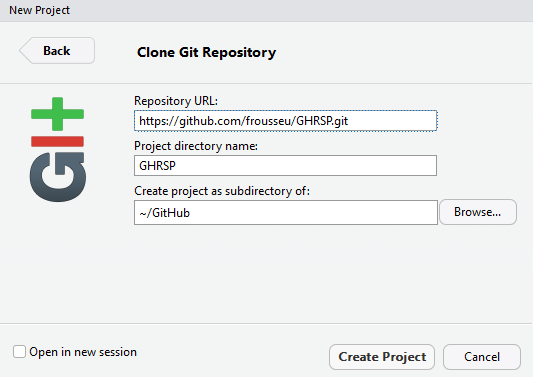 New Project
Back
Clone Git Repository
git
Repository URL:
https://github.com/frousseu/GHRSP.git
Project directory name:
GHRSP
Create project as subdirectory of:
~/GitHub
Browse...
Open in new session
Create Project
Cancel